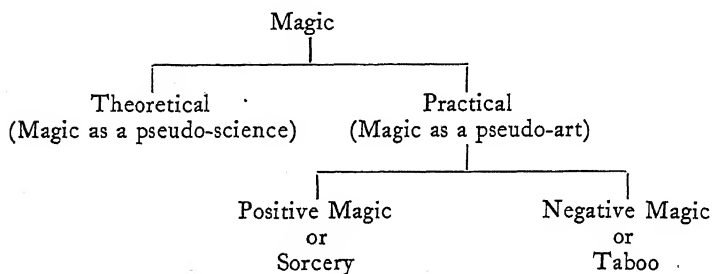 Magic
Theoretical Practical
(Magic as a pseudo-science) (Magic as a pseudo-art)
Positive Magic Negative Magic
or or
Sorcery Taboo